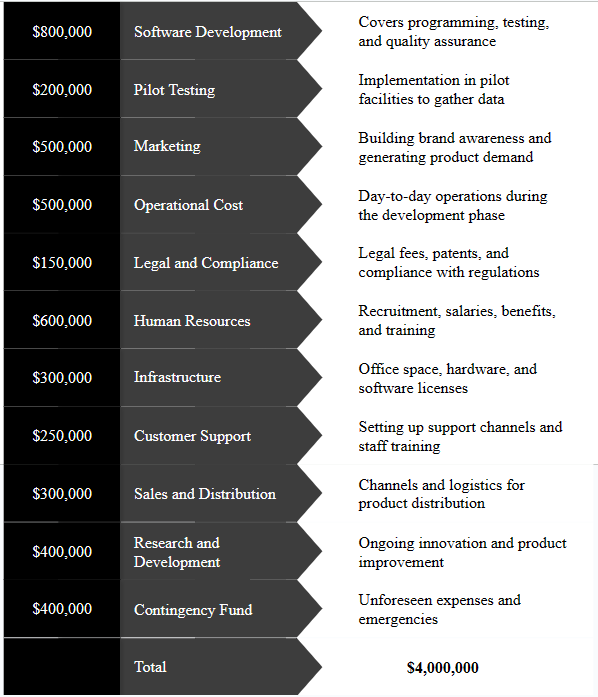 $800,000 Software Development Covers programming, testing,
and quality assurance
$200,000 Pilot Testing Implementation in pilot
facilities to gather data
$500,000 Marketing Building brand awareness and
generating product demand
$500,000 Operational Cost Day-to-day operations during
the development phase
$150,000 Legal and Compliance Legal fees, patents, and
compliance with regulations
$600,000 Human Resources Recruitment, salaries, benefits,
and training
$300,000 Infrastructure Office space, hardware, and
software licenses
$250,000 Customer Support Setting up support channels and
staff training
$300,000 Sales and Distribution Channels and logistics for
product distribution
$400,000 Research and Ongoing innovation and product
Development improvement
$400,000 Contingency Fund Unforeseen expenses and
emergencies
Total $4,000,000